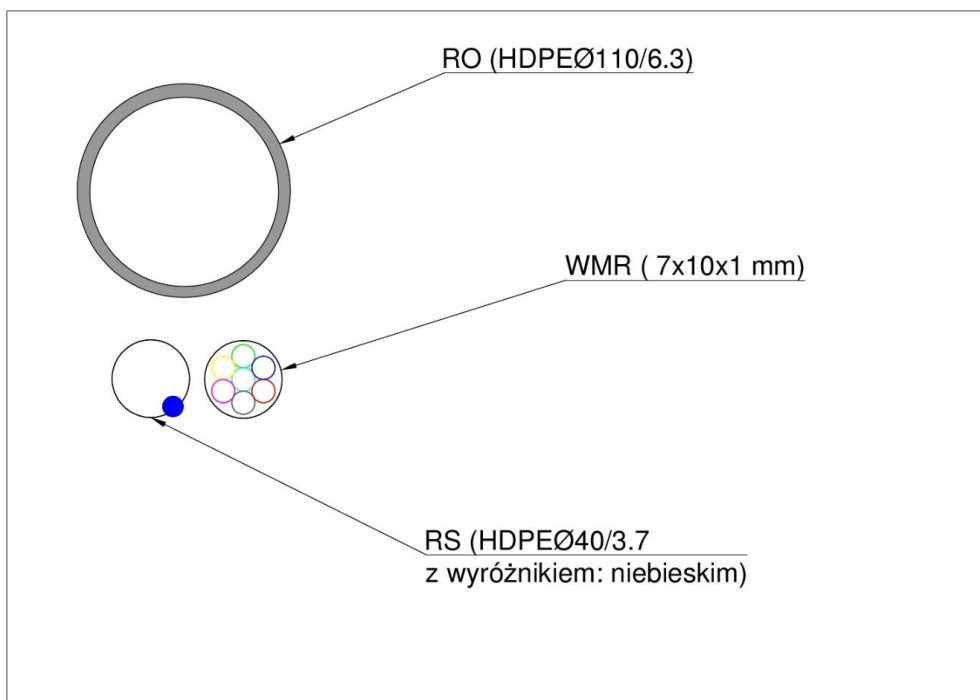 RO (HDPEØ110/6.3)
WMR ( 7x10x1 mm)
RS (HDPEØ40/3.7
z wyróżnikiem: niebieskim)